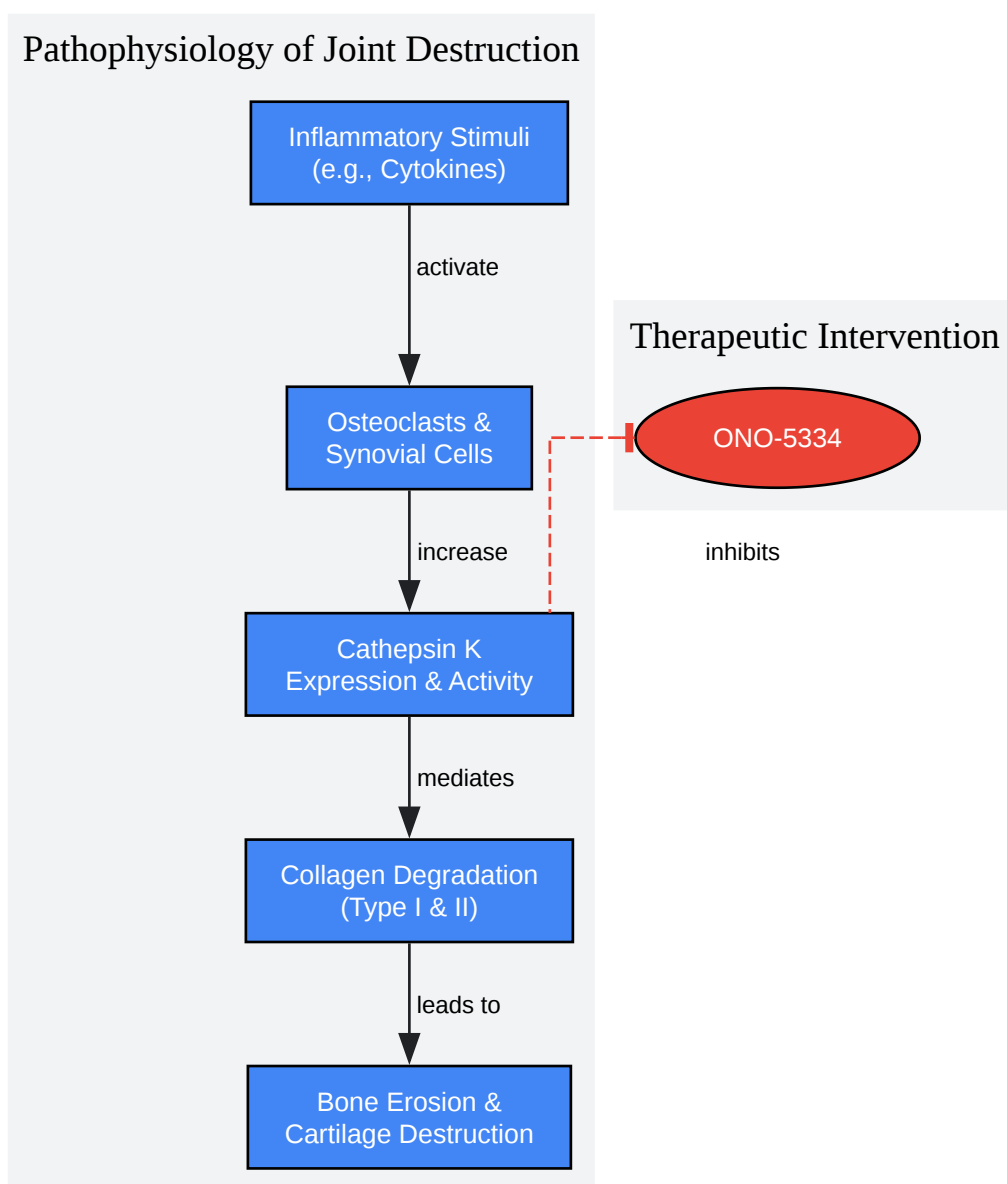 Pathophysiology of Joint Destruction
Inflammatory Stimuli
(e.g., Cytokines)
activate
Therapeutic Intervention
Osteoclasts &
Synovial Cells
ONO-5334
increase
inhibits
Cathepsin K
Expression & Activity
mediates
Collagen Degradation
(Type I & II)
leads to
Bone Erosion &
Cartilage Destruction